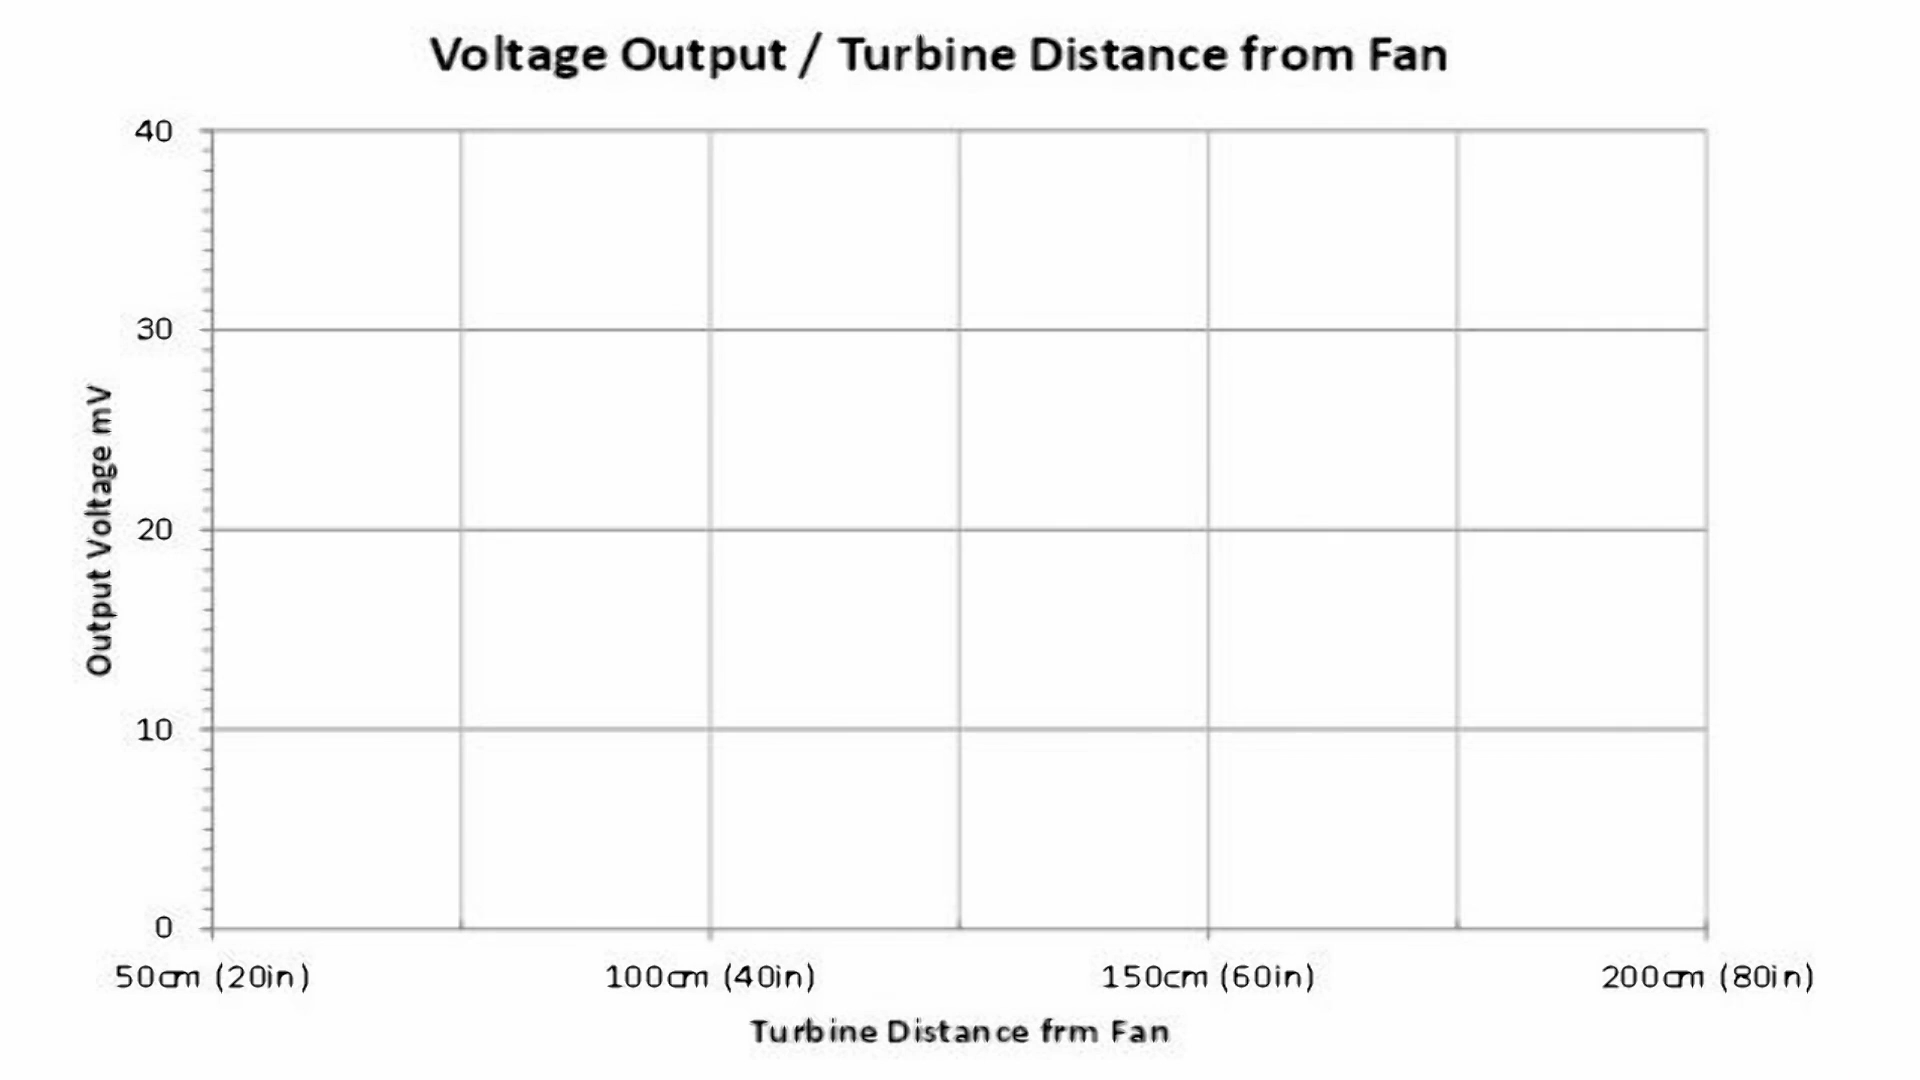 Voltage Output / Turbine Distance from Fan
40
30
20
10
0
Output Voltage mV
50cm (20in)
100cm (40in)
150cm (60in)
200cm (80in)
Turbine Distance frm Fan